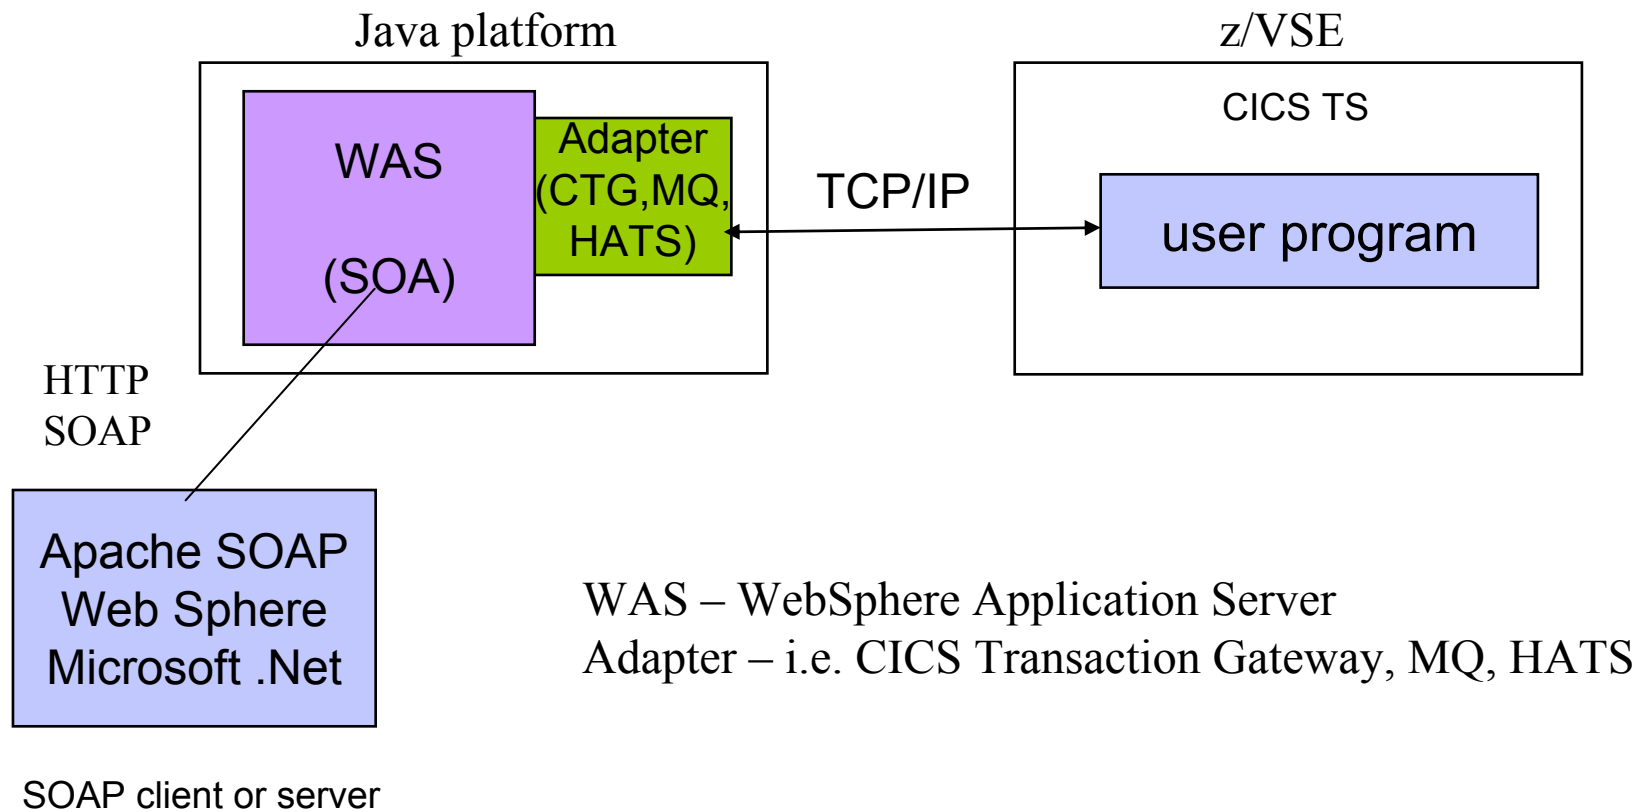 Java platform
z/VSE
WAS
(SOA)
Adapter
(CTG,MQ,
HATS)
TCP/IP
CICS TS
user program
HTTP
SOAP
Apache SOAP
Web Sphere
Microsoft .Net
WAS – WebSphere Application Server
Adapter – i.e. CICS Transaction Gateway, MQ, HATS
SOAP client or server